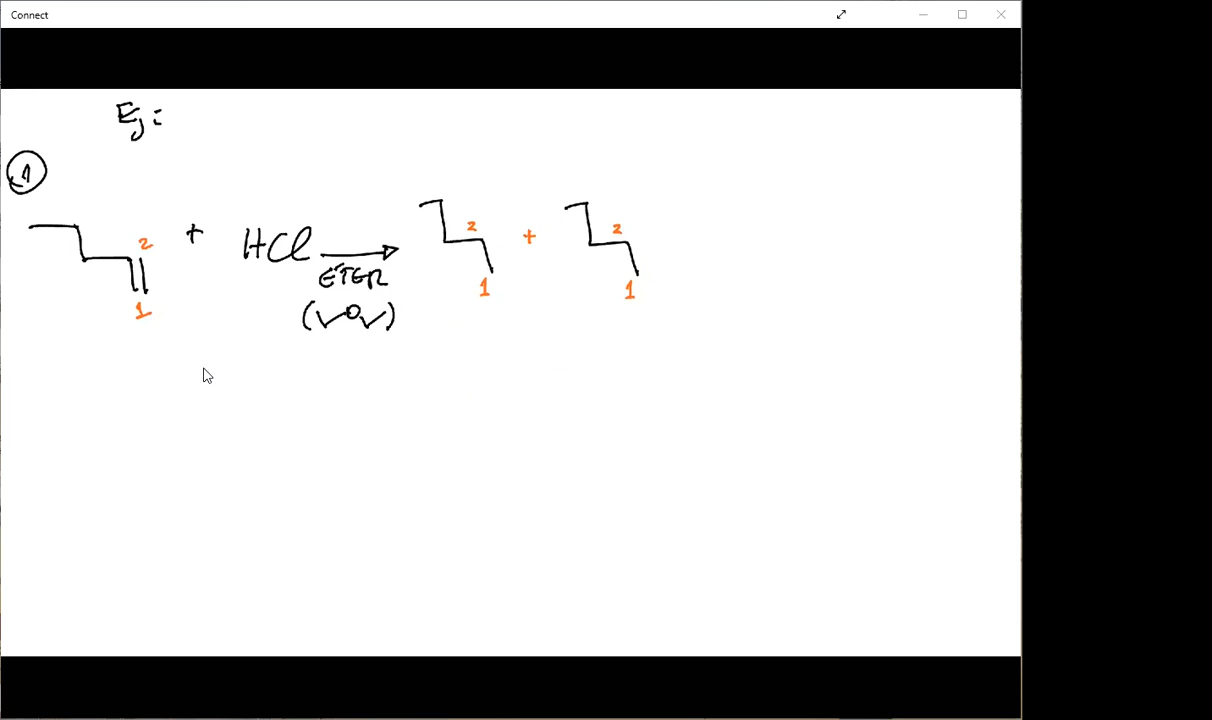 Connect
Ej:
1
2 + HCl 2 + 2
ETER
1 1 1
(O)